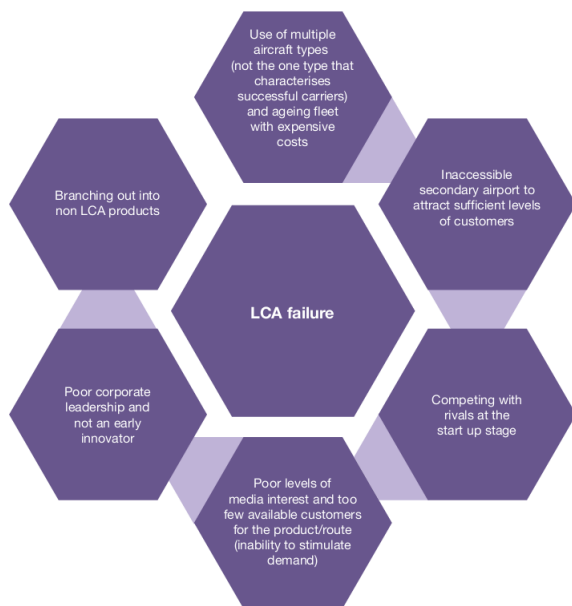 Use of multiple
aircraft types
(not the one type that
characterises
successful carriers)
and ageing fleet
with expensive
costs
Inaccessible
secondary airport to
attract sufficient levels
of customers
Branching out into
non LCA products
LCA failure
Poor corporate
leadership and
not an early
innovator
Competing with
rivals at the
start up stage
Poor levels of
media interest and too
few available customers
for the product/route
(inability to stimulate
demand)